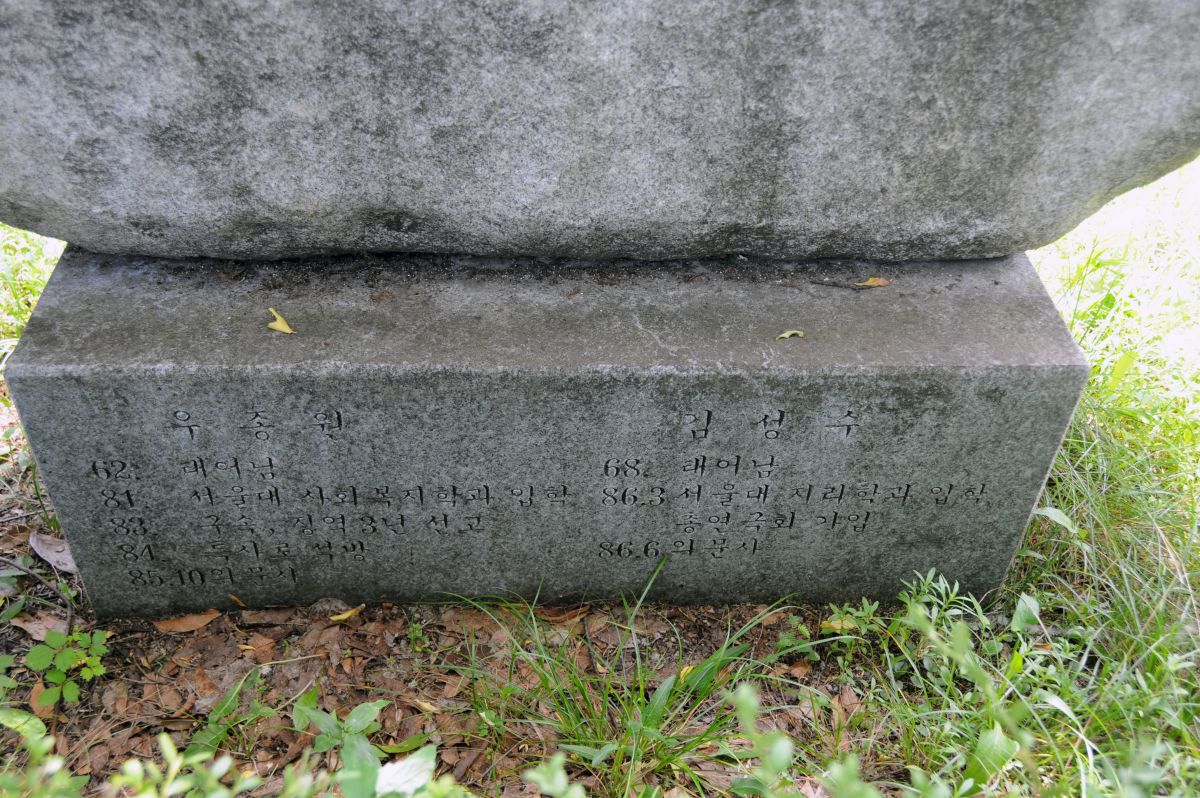 우 종 원
62. 태어남
81. 서울대 사회복지학과 입학
83. 구속, 징역 3년 선고
84. 특사로 석방
85.10 의문사
김 성 수
68. 태어남
86.3 서울대 지리학과 입학
총연극회 가입
86.6 의문사